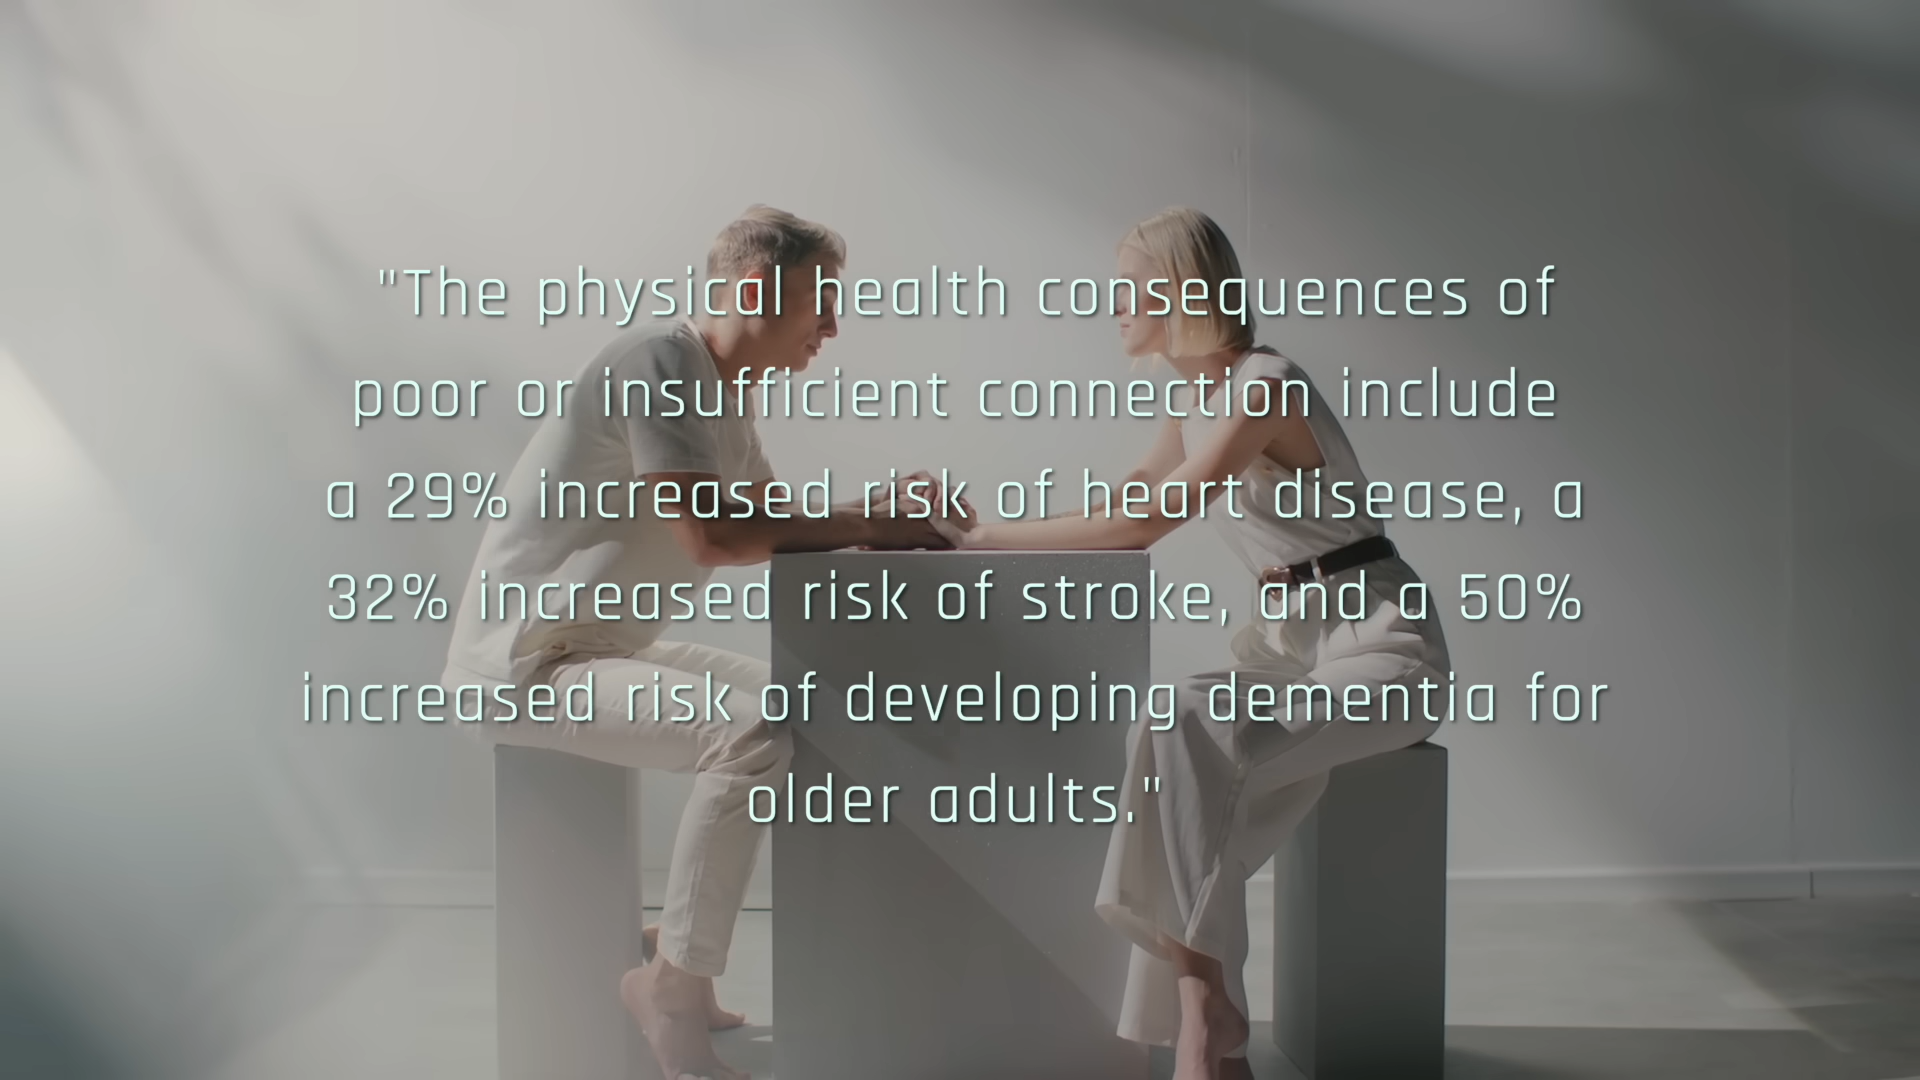 "The physical health consequences of
poor or insufficient connection include
a 29% increased risk of heart disease, a
32% increased risk of stroke, and a 50%
increased risk of developing dementia for
older adults."